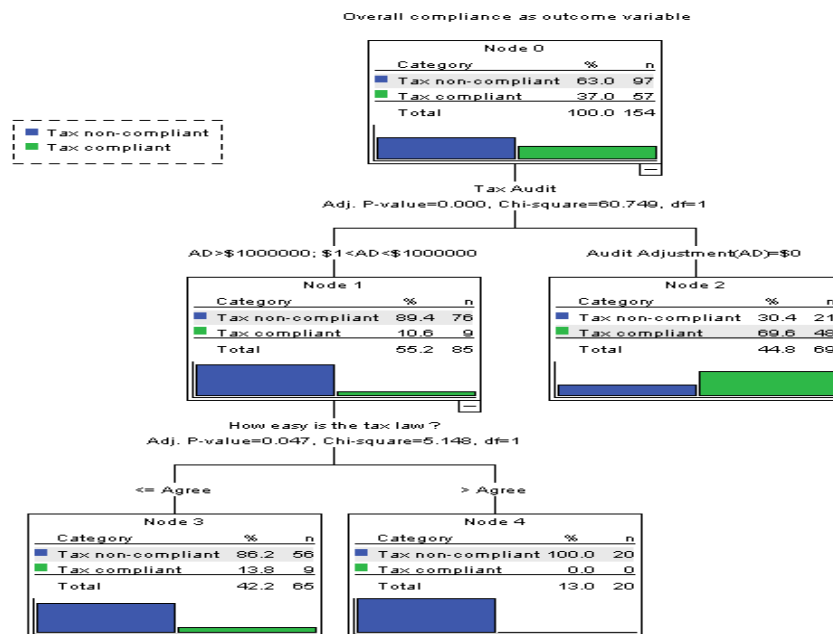 Overall compliance as outcome variable
Node 0
Category % n
Tax non-compliant 63.0 97
Tax compliant 37.0 57
Total 100.0 154
Tax non-compliant
Tax compliant
Tax Audit
Adj. P-value=0.000, Chi-square=60.749, df=1
AD>$1000000; $1<AD<$1000000
Audit Adjustment(AD)=$0
Node 1
Category % n
Tax non-compliant 89.4 76
Tax compliant 10.6 9
Total 55.2 85
Node 2
Category % n
Tax non-compliant 30.4 21
Tax compliant 69.6 48
Total 44.8 69
How easy is the tax law ?
Adj. P-value=0.047, Chi-square=5.148, df=1
<= Agree
> Agree
Node 3
Category % n
Tax non-compliant 86.2 56
Tax compliant 13.8 9
Total 42.2 65
Node 4
Category % n
Tax non-compliant 100.0 20
Tax compliant 0.0 0
Total 13.0 20